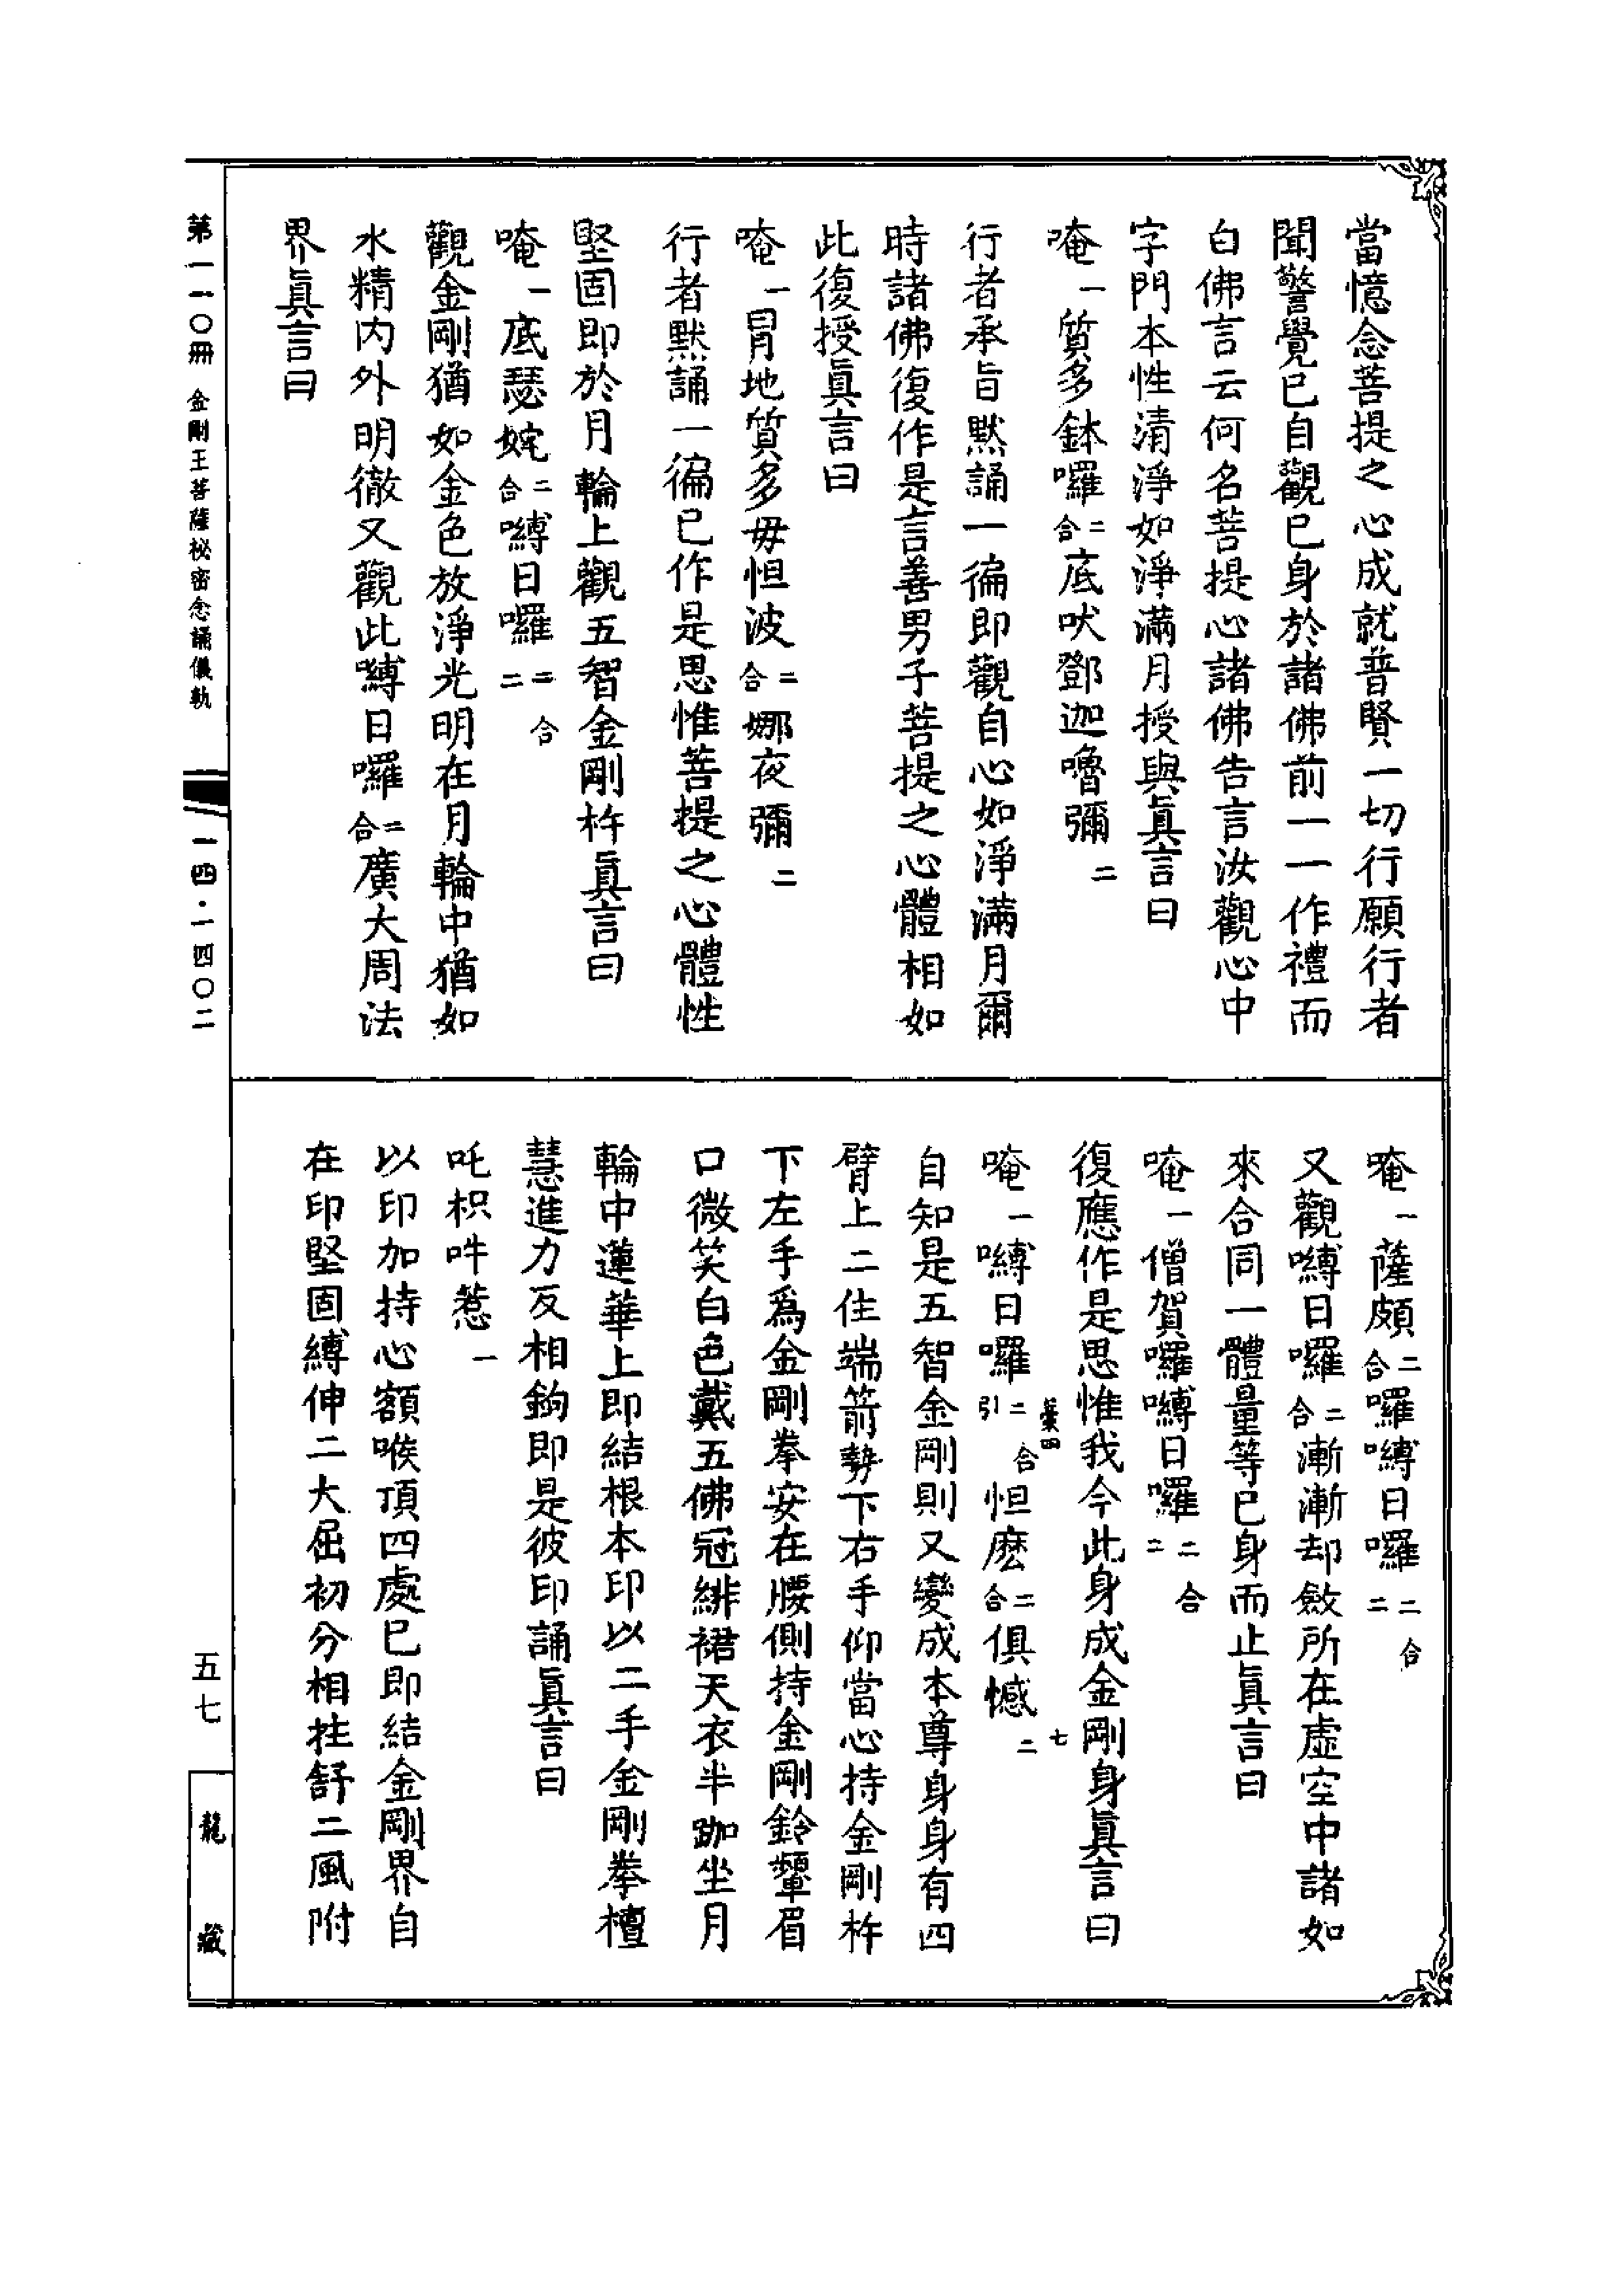 當憶念菩提之心成就普賢一切行願行者
聞警覺已自觀已身於諸佛前一一作禮而
白佛言云何名菩提心諸佛告言汝觀心中
字門本性清淨如淨滿月授與眞言曰
唵一質多鉢囉二合底吠鄧迦嚕彌二
行者承旨默誦一徧即觀自心如淨滿月爾
時諸佛復作是言善男子菩提之心體相如
此復授眞言曰
唵一冐地質多毋怛波二合娜夜彌二
行者默誦一徧已作是思惟菩提之心體性
堅固即於月輪上觀五智金剛杵眞言曰
唵一底瑟姹二合嚩日囉二合二
觀金剛猶如金色放淨光明在月輪中猶如
水精内外明徹又觀此嚩日囉二合廣大周法
界眞言曰
唵一薩頗二合囉嚩日囉二合二
又觀嚩日囉二合漸漸却斂所在虛空中諸如
來合同一體量等已身而止眞言曰
唵一僧賀囉嚩日囉二合二
復應作是思惟我今此身成金剛身眞言曰
藁四
七
唵一嚩日囉二合引怛麽二合俱憾二
自知是五智金剛則又變成本尊身身有四
臂上二住端箭勢下右手仰當心持金剛杵
下左手爲金剛拳安在腰側持金剛鈴顰眉
口微笑白色戴五佛冠緋裙天衣半跏坐月
輪中蓮華上即結根本印以二手金剛拳檀
慧進力反相鉤即是彼印誦眞言曰
吒枳吽惹一
以印加持心額喉頂四處已即結金剛界自
在印堅固縛伸二大屈初分相拄舒二風附
第一一〇冊 金剛王菩薩祕密念誦儀軌 一四·一四〇二
五七
龍藏